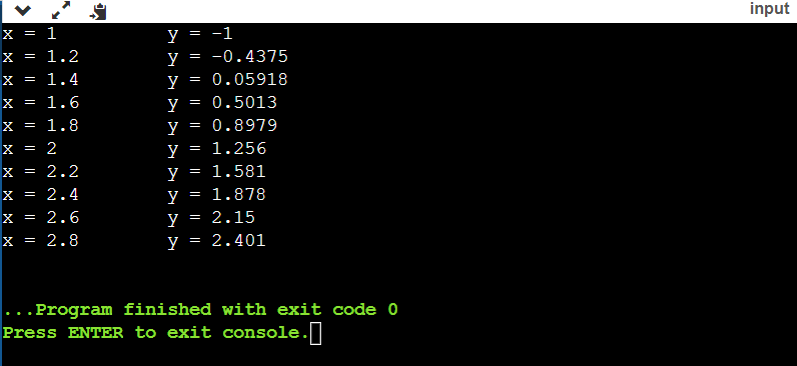 input
x = 1 y = -1
x = 1.2 y = -0.4375
x = 1.4 y = 0.05918
x = 1.6 y = 0.5013
x = 1.8 y = 0.8979
x = 2 y = 1.256
x = 2.2 y = 1.581
x = 2.4 y = 1.878
x = 2.6 y = 2.15
x = 2.8 y = 2.401
...Program finished with exit code 0
Press ENTER to exit console.